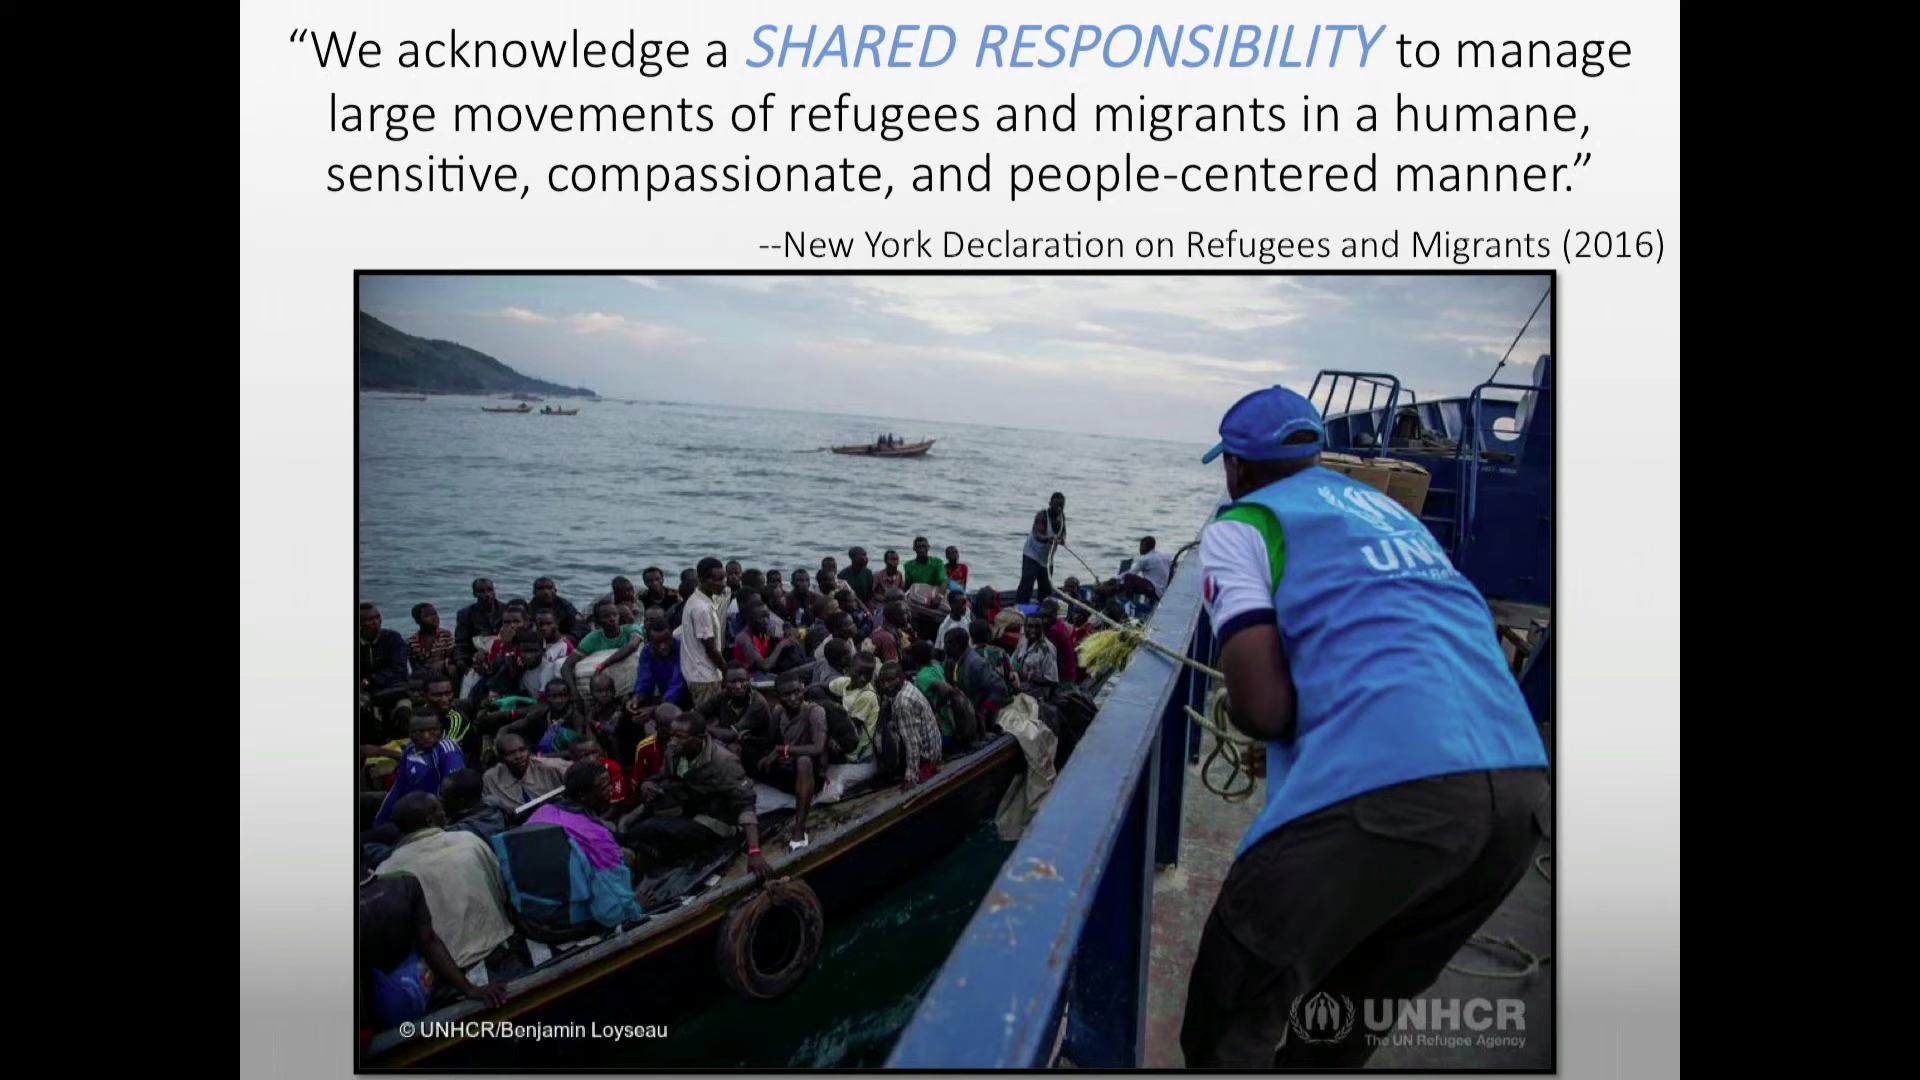 “We acknowledge a SHARED RESPONSIBILITY to manage
large movements of refugees and migrants in a humane,
sensitive, compassionate, and people-centered manner.”
--New York Declaration on Refugees and Migrants (2016)
UN
© UNHCR/Benjamin Loyseau
UNHCR
The UN Refugee Agency